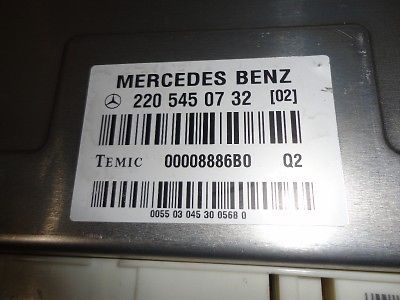 MERCEDES BENZ
220 545 07 32 [02]
TEMIC 00008886B0 Q2
0055 03 045 30 0568 0